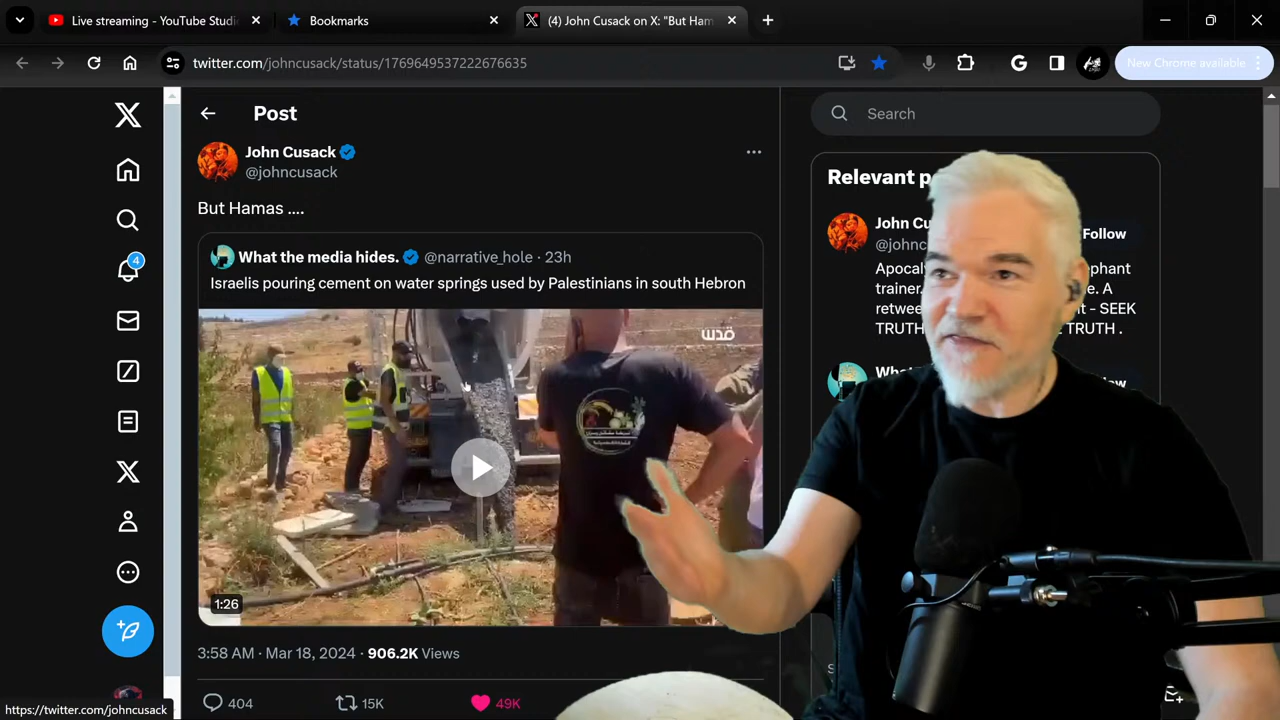 Live streaming - YouTube Studi
Bookmarks
(4) John Cusack on X: "But Ham
twitter.com/johncusack/status/1769649537222676635
New Chrome available
Post
Search
John Cusack
@johncusack
But Hamas ....
What the media hides. @narrative_hole · 23h
Israelis pouring cement on water springs used by Palestinians in south Hebron
قدس
1:26
3:58 AM · Mar 18, 2024 · 906.2K Views
404
15K
49K
4
Relevant p
John
@johnc
Follow
Apocal
phant
trainer.
A
retwee
t - SEEK
TRUTH
TRUTH .
What
https://twitter.com/johncusack